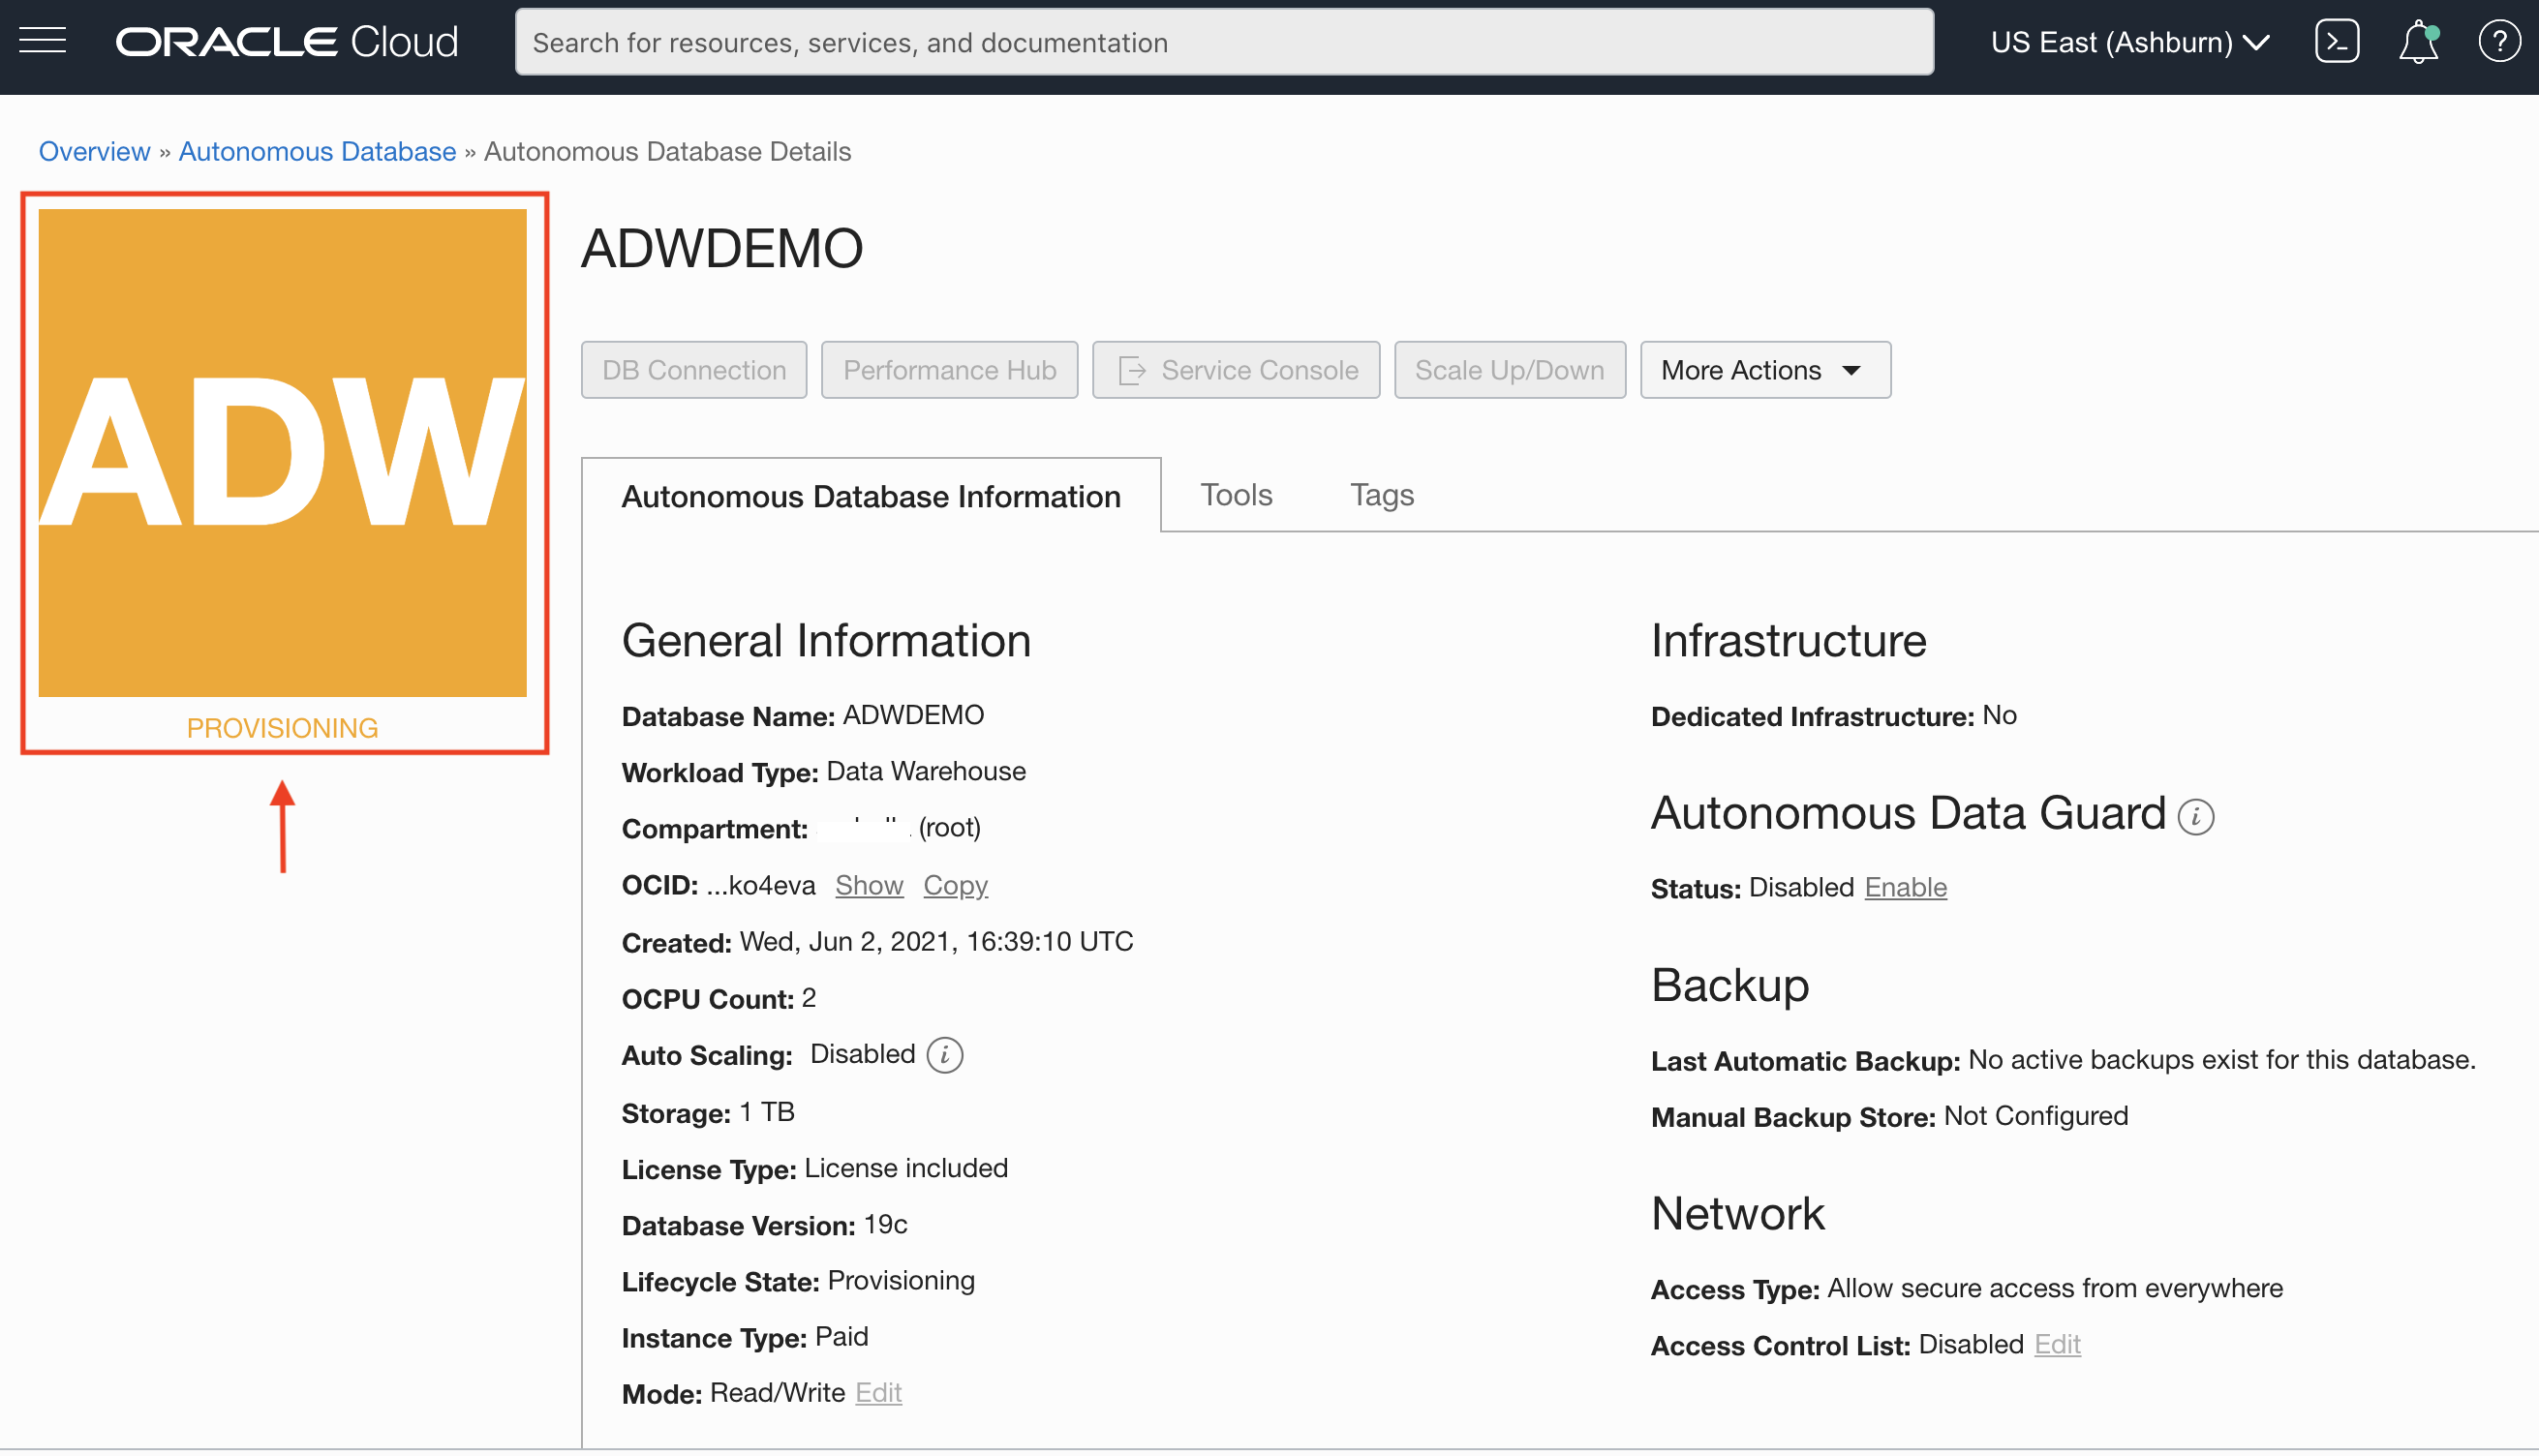 ORACLE Cloud
Search for resources, services, and documentation
US East (Ashburn)
Overview » Autonomous Database » Autonomous Database Details
ADW
PROVISIONING
ADWDEMO
DB Connection Performance Hub Service Console Scale Up/Down More Actions
Autonomous Database Information Tools Tags
General Information
Database Name: ADWDEMO
Workload Type: Data Warehouse
Compartment: (root)
OCID: ...ko4eva Show Copy
Created: Wed, Jun 2, 2021, 16:39:10 UTC
OCPU Count: 2
Auto Scaling: Disabled i
Storage: 1 TB
License Type: License included
Database Version: 19c
Lifecycle State: Provisioning
Instance Type: Paid
Mode: Read/Write Edit
Infrastructure
Dedicated Infrastructure: No
Autonomous Data Guard i
Status: Disabled Enable
Backup
Last Automatic Backup: No active backups exist for this database.
Manual Backup Store: Not Configured
Network
Access Type: Allow secure access from everywhere
Access Control List: Disabled Edit